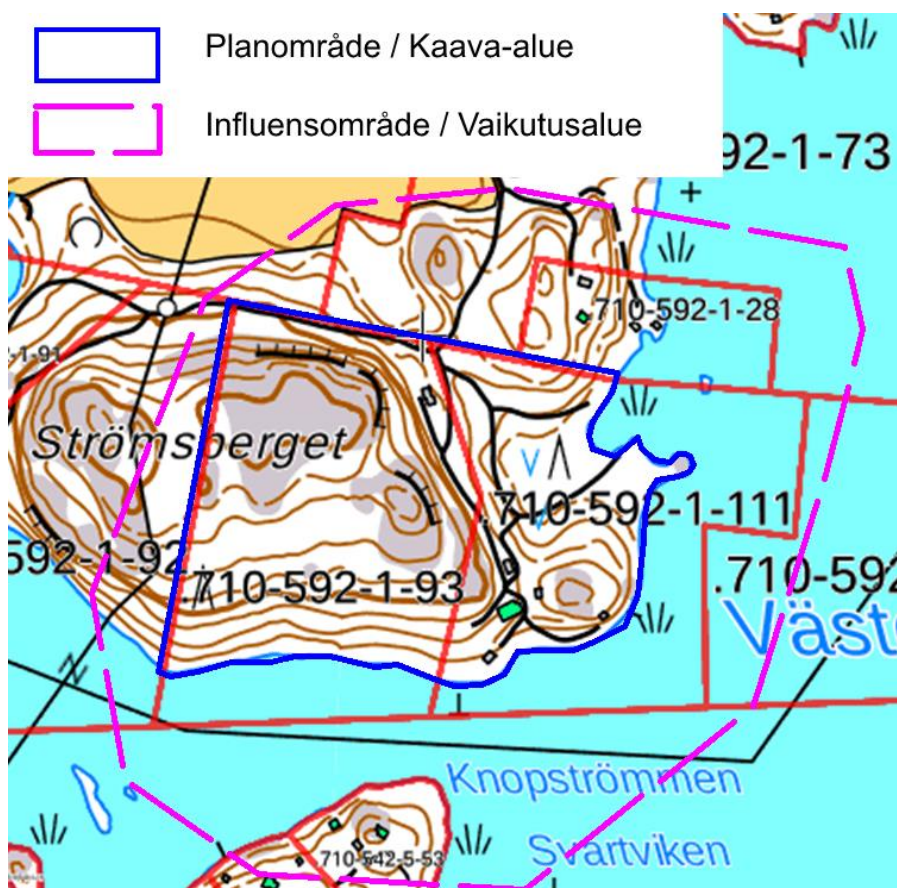 Planområde / Kaava-alue
Influensområde / Vaikutusalue
92-1-73
.710-592-1-28
-1-91
Strömsberget
.710-592-1-111
592-1-92
.710-592-1-93
.710-592
Väst
Knopströmmen
Svartviken
.710-542-5-53